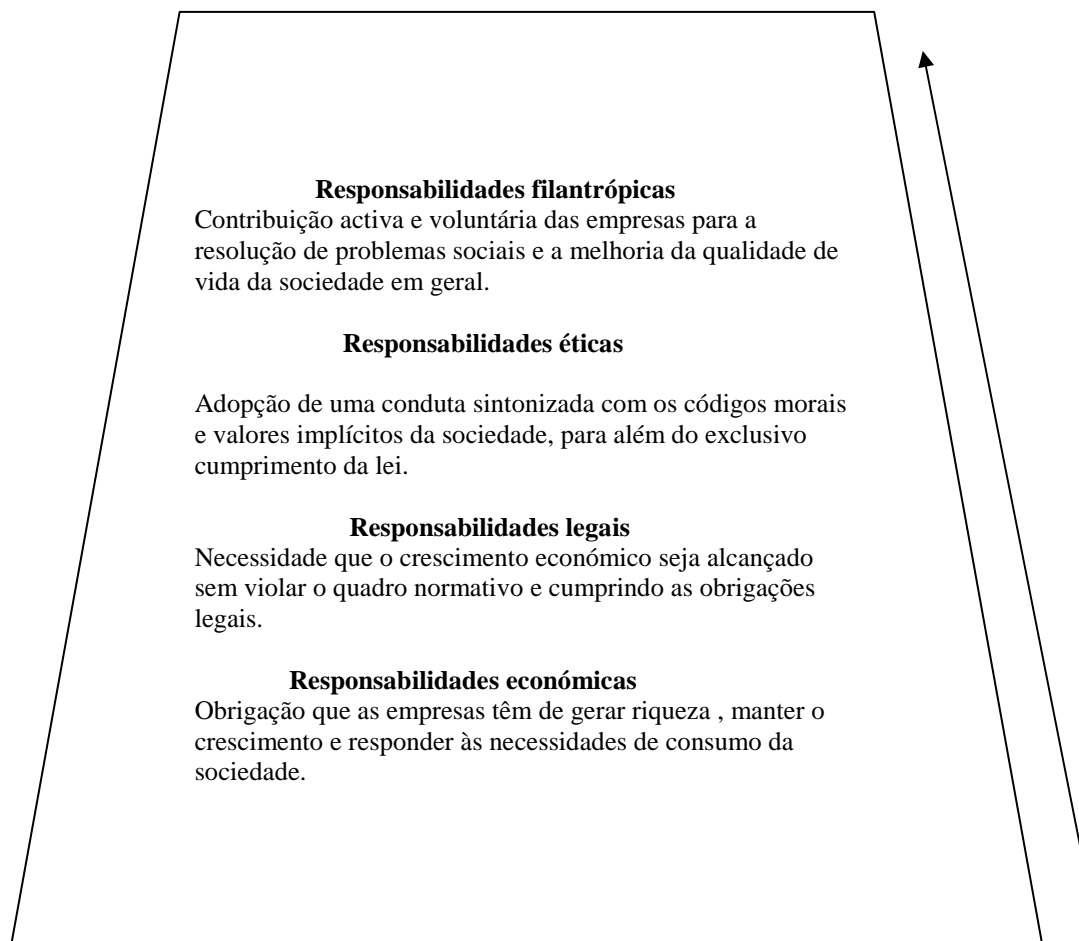 Responsabilidades filantrópicas
Contribuição activa e voluntária das empresas para a
resolução de problemas sociais e a melhoria da qualidade de
vida da sociedade em geral.
Responsabilidades éticas
Adopção de uma conduta sintonizada com os códigos morais
e valores implícitos da sociedade, para além do exclusivo
cumprimento da lei.
Responsabilidades legais
Necessidade que o crescimento económico seja alcançado
sem violar o quadro normativo e cumprindo as obrigações
legais.
Responsabilidades económicas
Obrigação que as empresas têm de gerar riqueza , manter o
crescimento e responder às necessidades de consumo da
sociedade.